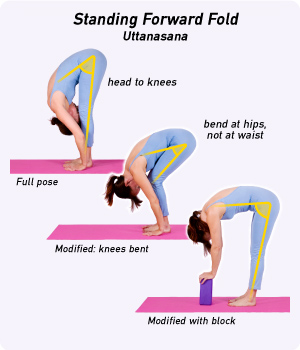 Standing Forward Fold
Uttanasana
head to knees
bend at hips,
not at waist
Full pose
Modified: knees bent
Modified with block